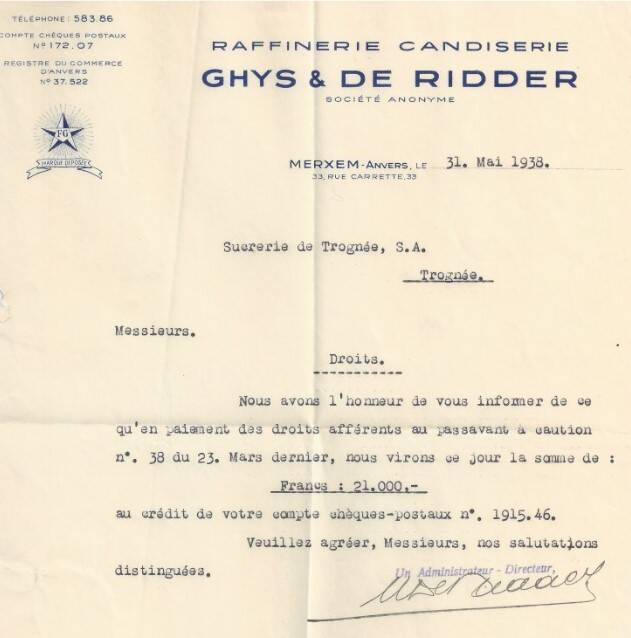 TÉLÉPHONE: 583.86
COMPTE CHÈQUES POSTAUX
Nº 172.07
REGISTRE DU COMMERCE
D'ANVERS
Nº 37.522
FG
MARQUE DEPOSEE
RAFFINERIE CANDISERIE
GHYS & DE RIDDER
SOCIÉTÉ ANONYME
MERXEM-ANVERS, LE 31. Mai 1938.
33, RUE CARRETTE, 33
Sucrerie de Trognée, S.A.
Trognée.
Messieurs.
Droits.
Nous avons l'honneur de vous informer de ce
qu'en paiement des droits afférents au passavant à caution
n°. 38 du 23. Mars dernier, nous virons ce jour la somme de :
Francs : 21.000.-
au crédit de votre compte chèques-postaux n°. 1915.46.
Veuillez agréer, Messieurs, nos salutations
distinguées.
Un Administrateur - Directeur,